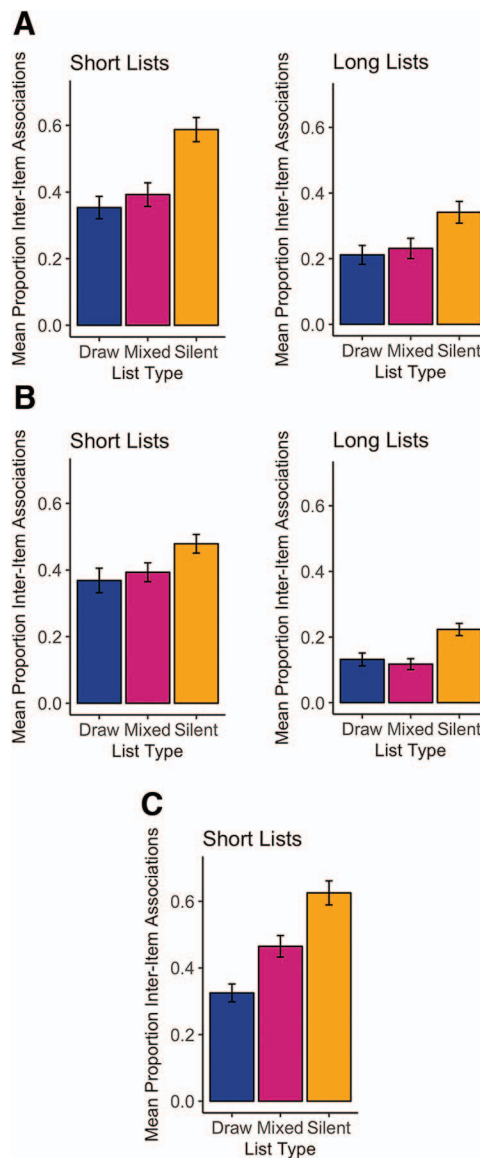 A
Short Lists
Mean Proportion Inter-Item Associations
0.6
0.4
0.2
0.0
Draw Mixed Silent
List Type
Long Lists
Mean Proportion Inter-Item Associations
0.6
0.4
0.2
0.0
Draw Mixed Silent
List Type
B
Short Lists
Mean Proportion Inter-Item Associations
0.6
0.4
0.2
0.0
Draw Mixed Silent
List Type
Long Lists
Mean Proportion Inter-Item Associations
0.6
0.4
0.2
0.0
Draw Mixed Silent
List Type
C
Short Lists
Mean Proportion Inter-Item Associations
0.6
0.4
0.2
0.0
Draw Mixed Silent
List Type